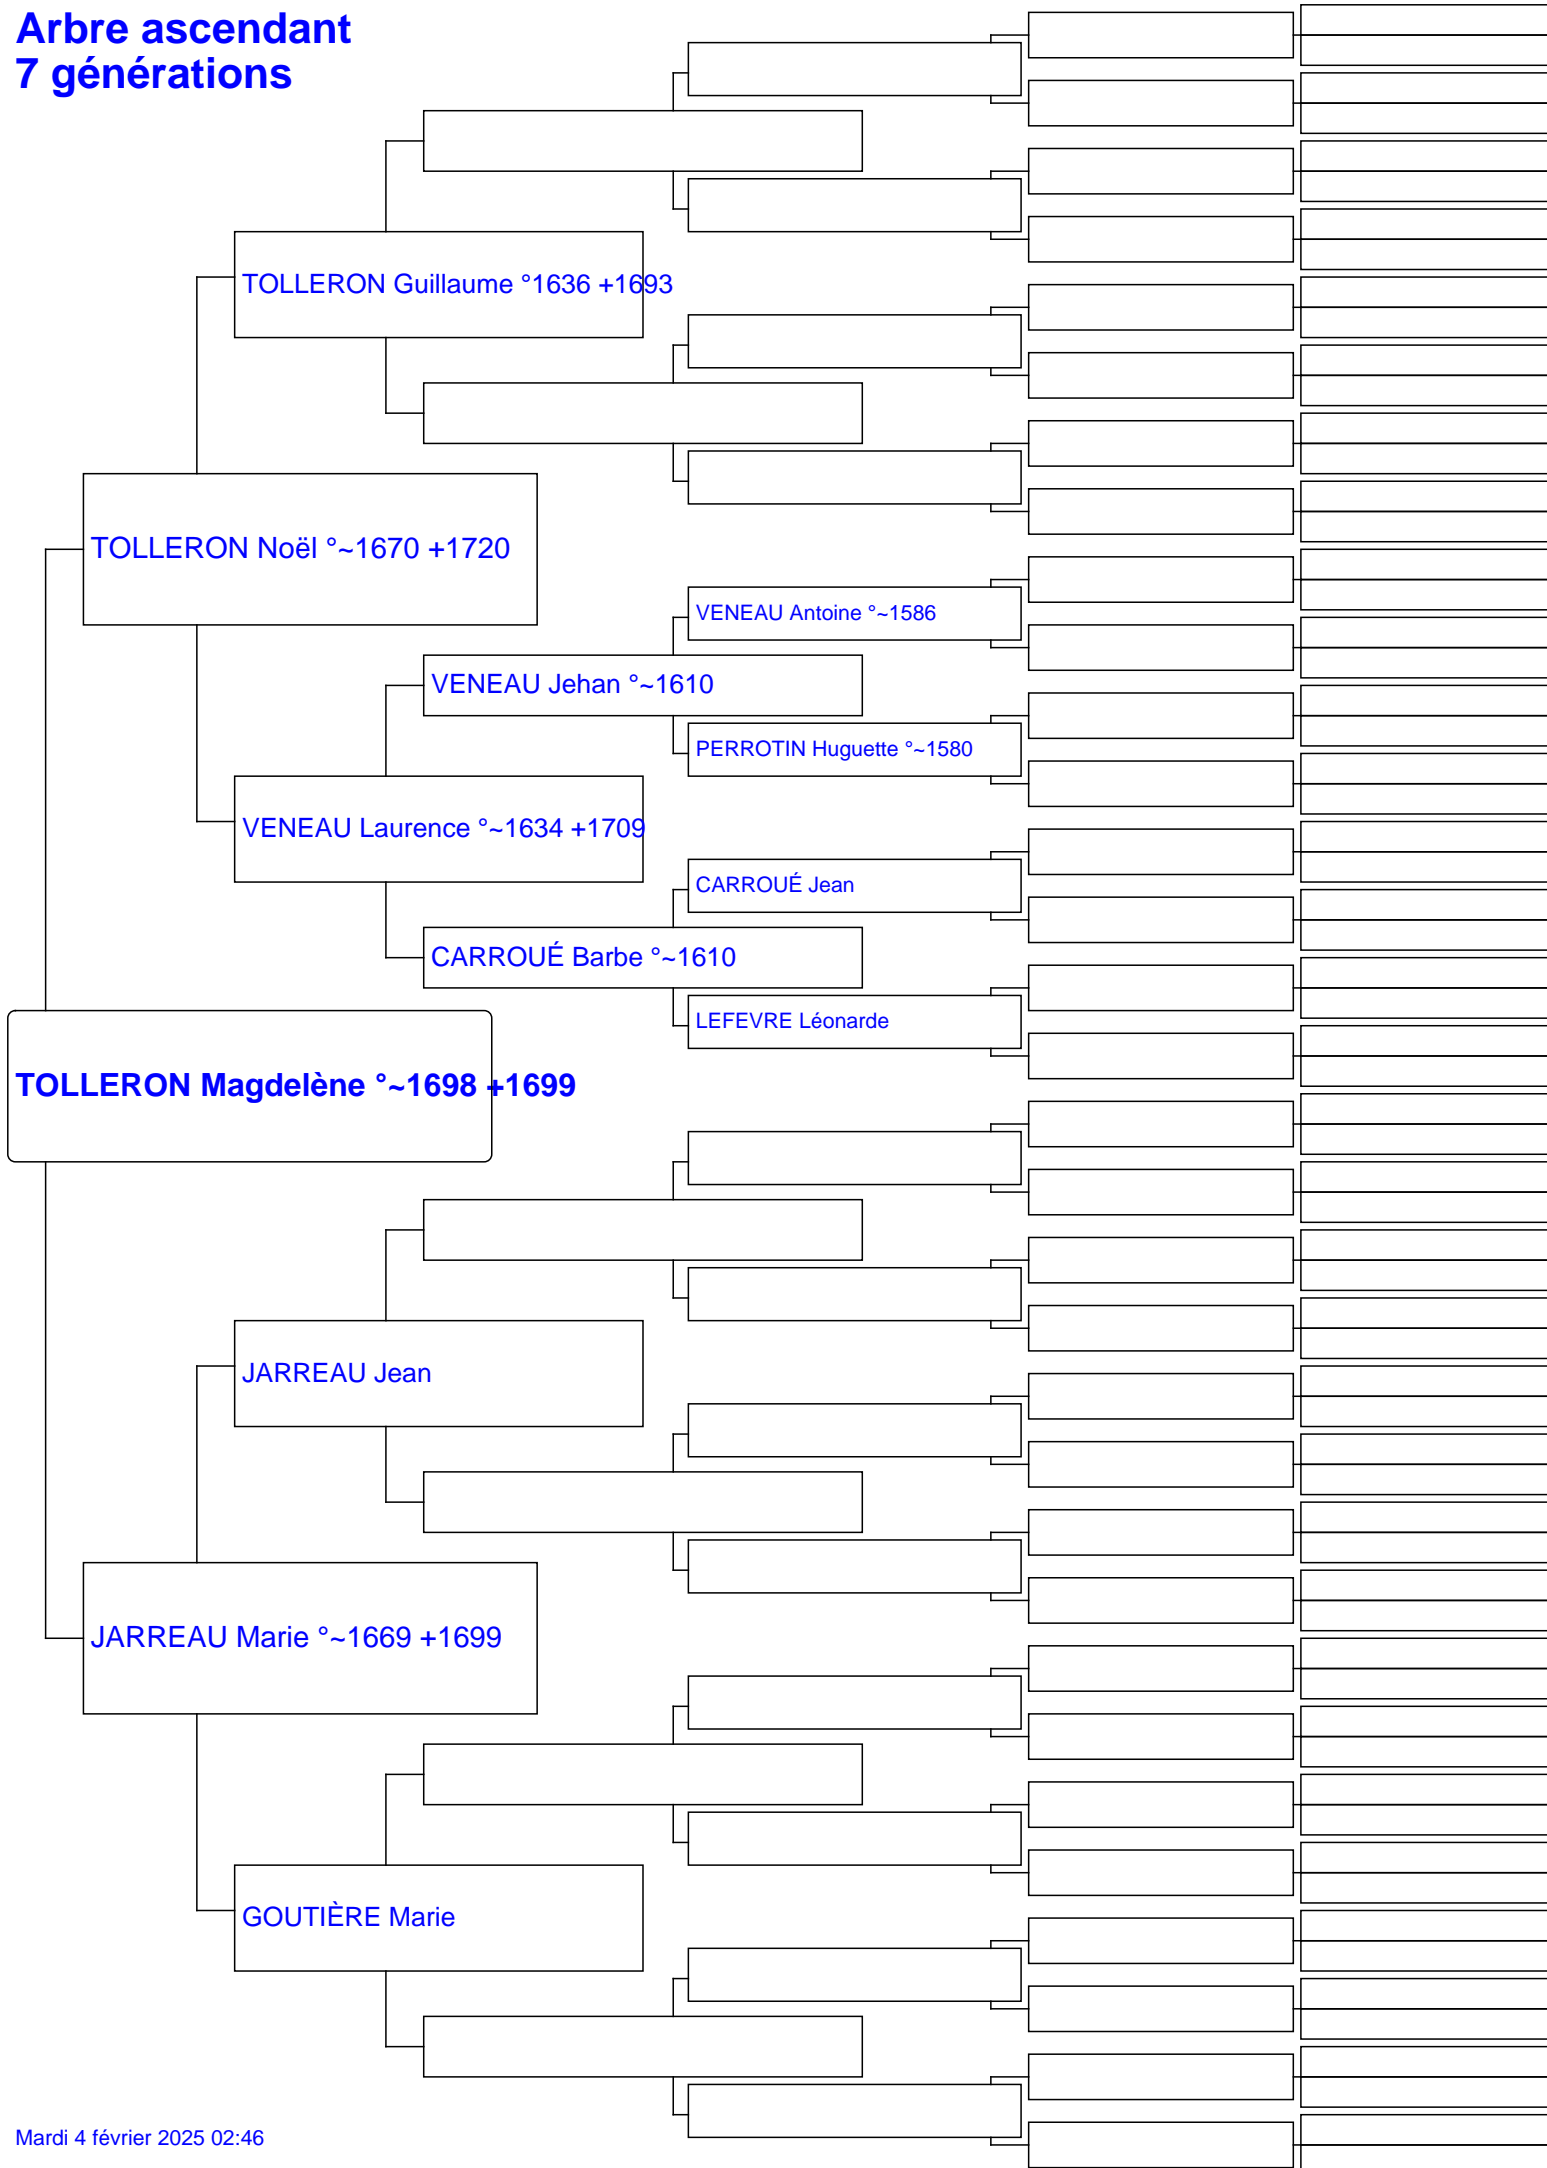 Arbre ascendant
7 générations
TOLLERON Guillaume °1636 +1693
TOLLERON Noël °~1670 +1720
VENEAU Antoine °~1586
VENEAU Jehan °~1610
PERROTIN Huguette °~1580
VENEAU Laurence °~1634 +1709
CARROUÉ Jean
CARROUÉ Barbe °~1610
LEFEVRE Léonarde
TOLLERON Magdelène °~1698 +1699
JARREAU Jean
JARREAU Marie °~1669 +1699
GOUTIÈRE Marie
Mardi 4 février 2025 02:46